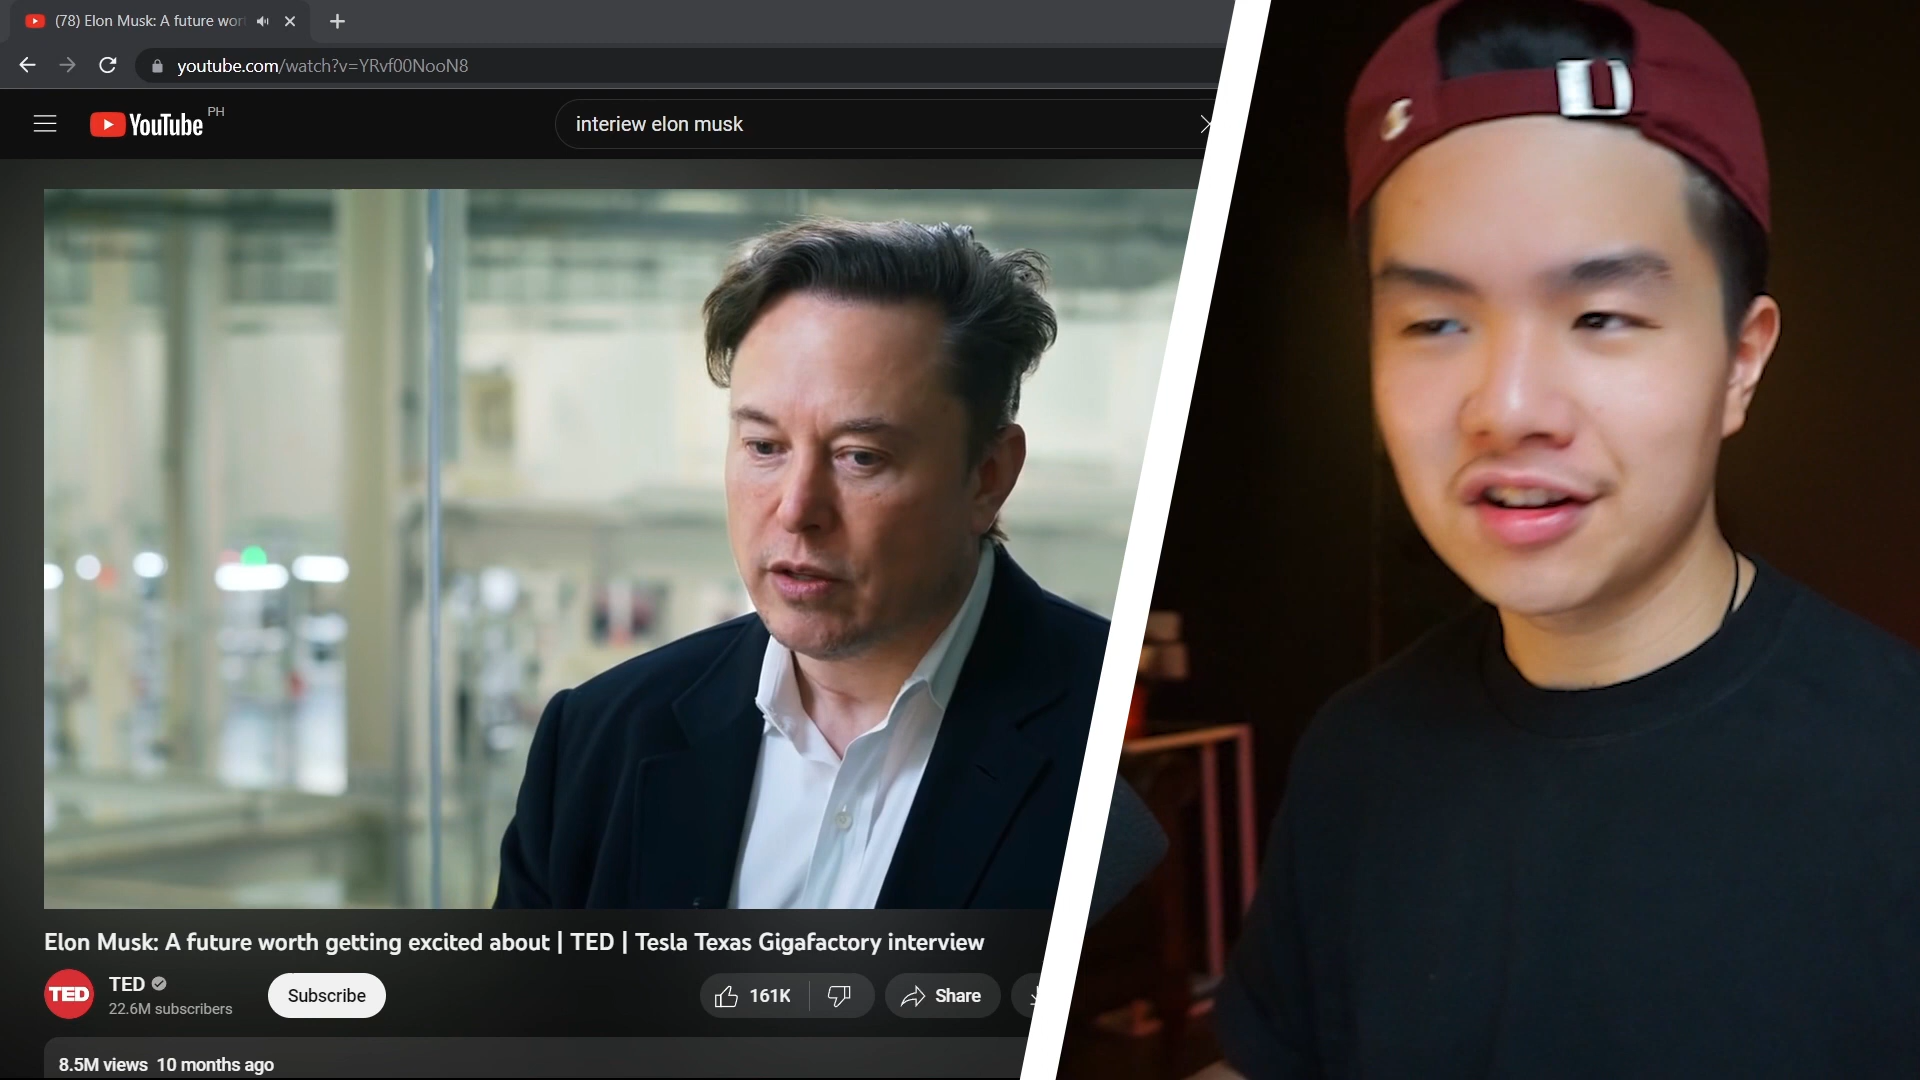 (78) Elon Musk: A future wor
youtube.com/watch?v=YRvf00NooN8
YouTube PH
interiew elon musk
Elon Musk: A future worth getting excited about | TED | Tesla Texas Gigafactory interview
TED
TED
22.6M subscribers
Subscribe
161K
Share
8.5M views 10 months ago